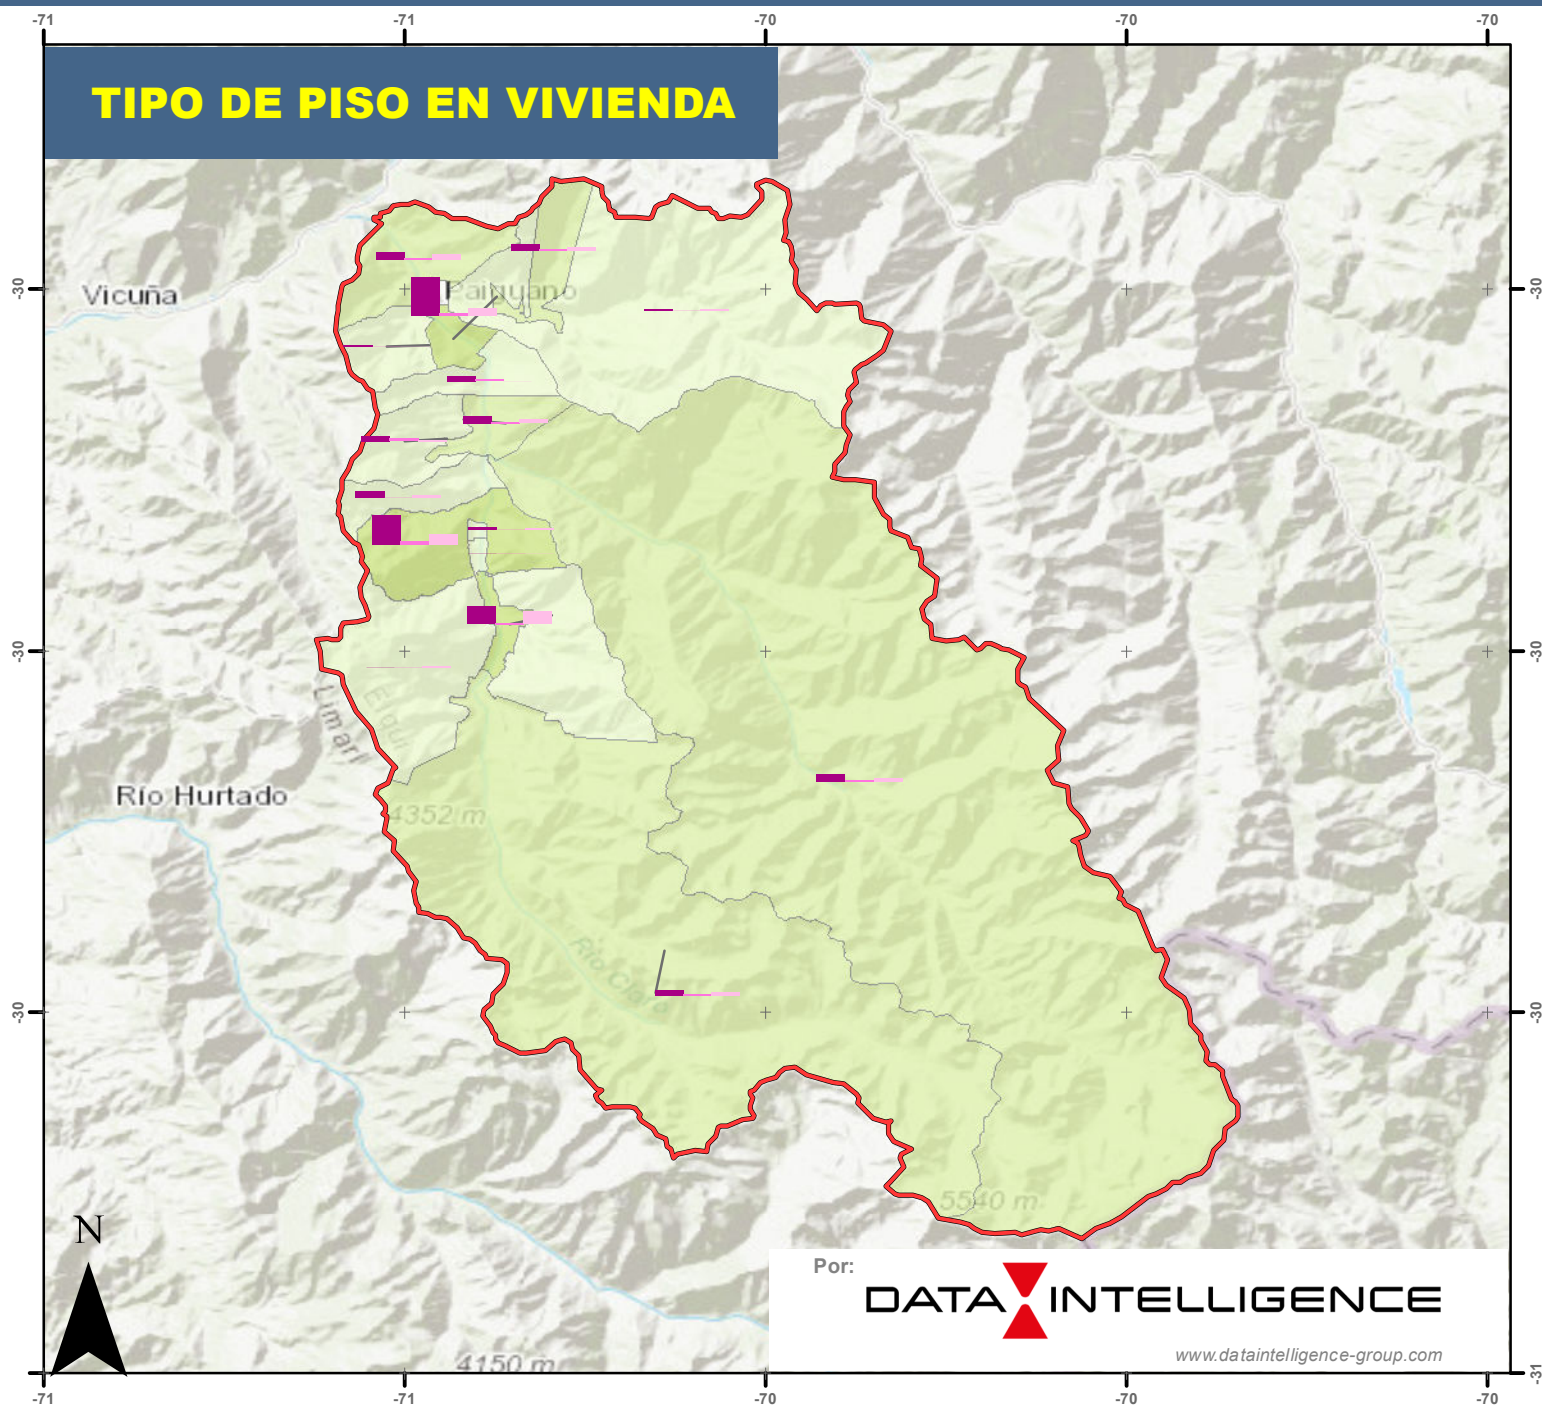 -71 -71 -70 -70 -70
TIPO DE PISO EN VIVIENDA
-30 -30
Vicuña
Paiguano
-30 -30
Elqui
Limarí
Río Hurtado
4352 m
Río Claro
-30 -30
5540 m
N
Por:
DATA INTELLIGENCE
www.dataintelligence-group.com
4150 m
-31
-71 -71 -70 -70 -70